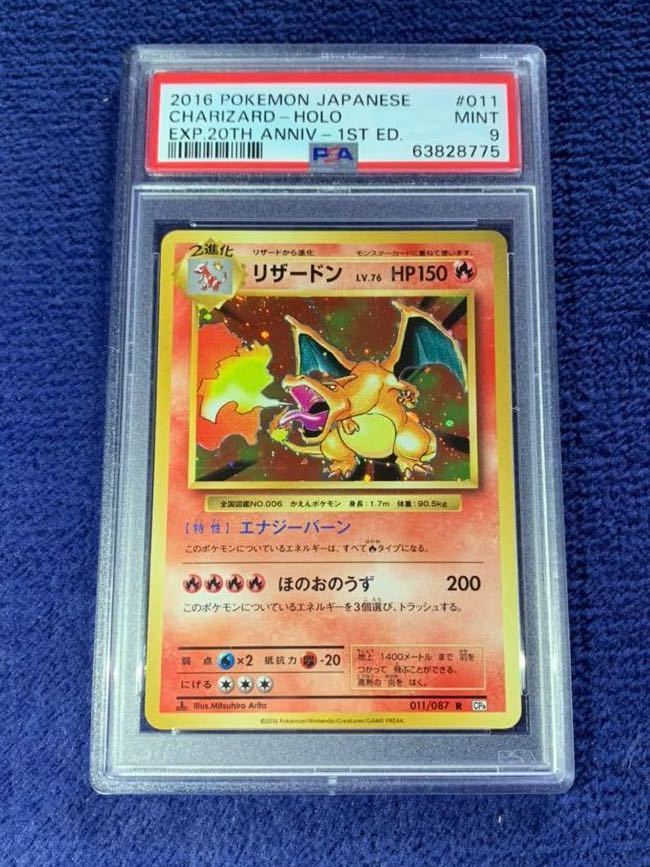 2016 POKEMON JAPANESE #011
CHARIZARD-HOLO MINT
EXP.20TH ANNIV-1ST ED. 9
PSA 63828775
2進化 リザードから進化 モンスターカードに重ねて使います。
リザードン LV.76 HP150
全国図鑑NO.006 かえんポケモン 身長:1.7m 体重:90.5kg
【特性】エナジーバーン
このポケモンについているエネルギーは、すべてタイプになる。
ほのおのうず 200
このポケモンについているエネルギーを3個選び、トラッシュする。
弱点 ×2 抵抗力 -20
にげる
地上 1400メートル まで 羽を
つかって 飛ぶことができる。
高熱の 炎を はく。
Illus.Mitsuhiro Arita 011/087 R CP6
©2016 Pokémon/Nintendo/Creatures/GAME FREAK.
PSA